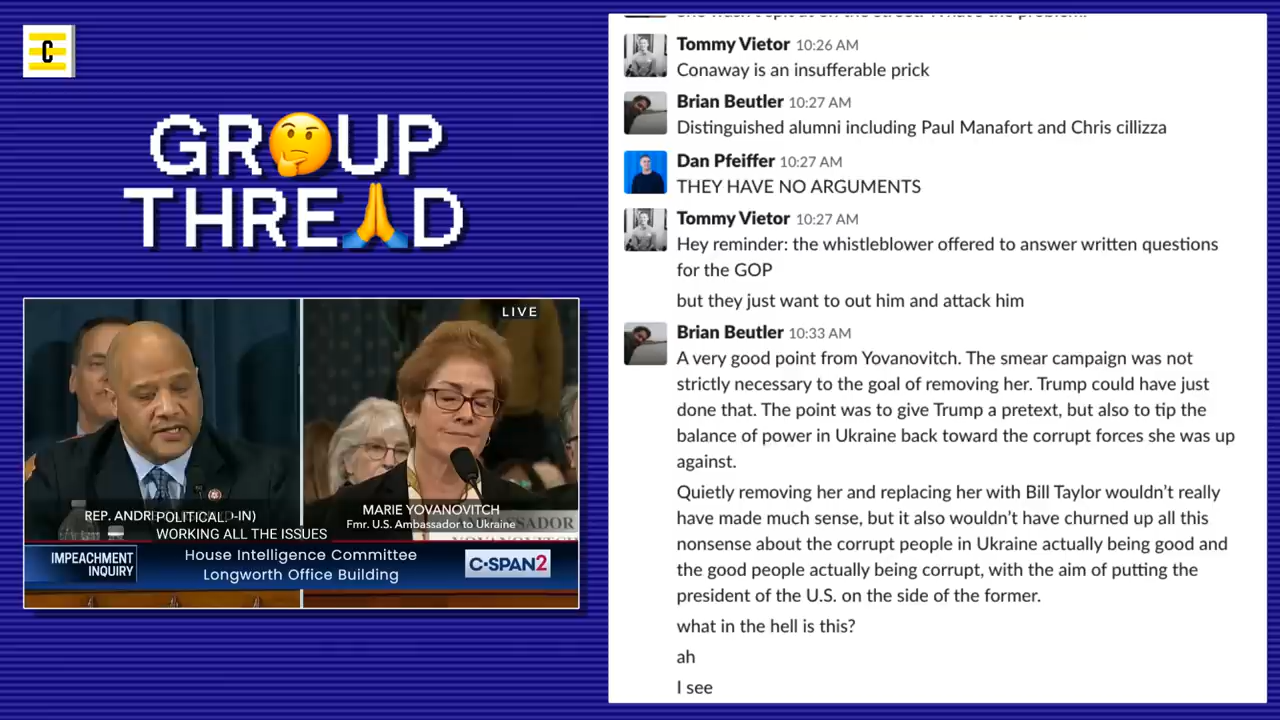 C
GR🤔UP
THRE🙏D
LIVE
REP. ANDR
D-IN)
POLITICAL.
WORKING ALL THE ISSUES
MARIE YOVANOVITCH
Fmr. U.S. Ambassador to Ukraine
SADOR
IMPEACHMENT
INQUIRY
House Intelligence Committee
Longworth Office Building
C-SPAN2
Tommy Vietor 10:26 AM
Conaway is an insufferable prick
Brian Beutler 10:27 AM
Distinguished alumni including Paul Manafort and Chris cillizza
Dan Pfeiffer 10:27 AM
THEY HAVE NO ARGUMENTS
Tommy Vietor 10:27 AM
Hey reminder: the whistleblower offered to answer written questions
for the GOP
but they just want to out him and attack him
Brian Beutler 10:33 AM
A very good point from Yovanovitch. The smear campaign was not
strictly necessary to the goal of removing her. Trump could have just
done that. The point was to give Trump a pretext, but also to tip the
balance of power in Ukraine back toward the corrupt forces she was up
against.
Quietly removing her and replacing her with Bill Taylor wouldn't really
have made much sense, but it also wouldn't have churned up all this
nonsense about the corrupt people in Ukraine actually being good and
the good people actually being corrupt, with the aim of putting the
president of the U.S. on the side of the former.
what in the hell is this?
ah
I see